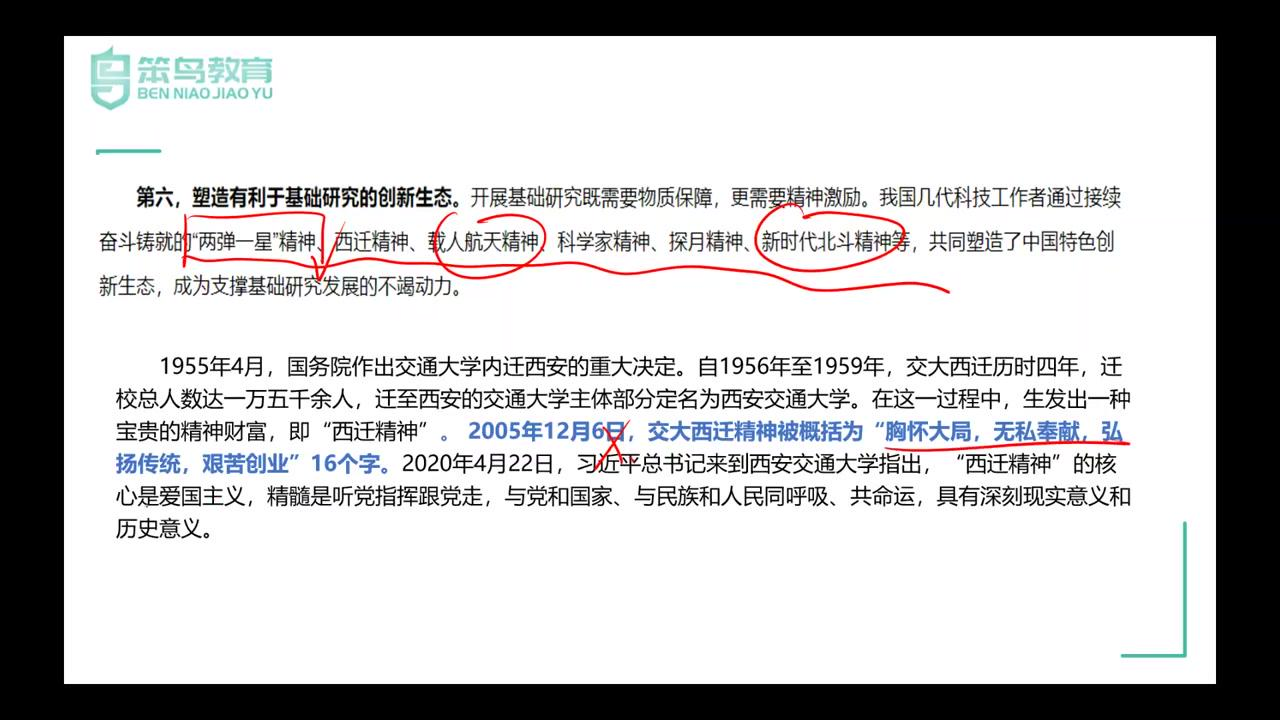 笨鸟教育
BEN NIAO JIAO YU
第六，塑造有利于基础研究的创新生态。开展基础研究既需要物质保障，更需要精神激励。我国几代科技工作者通过接续
奋斗铸就的“两弹一星”精神、西迁精神、载人航天精神、科学家精神、探月精神、新时代北斗精神等，共同塑造了中国特色创
新生态，成为支撑基础研究发展的不竭动力。
1955年4月，国务院作出交通大学内迁西安的重大决定。自1956年至1959年，交大西迁历时四年，迁
校总人数达一万五千余人，迁至西安的交通大学主体部分定名为西安交通大学。在这一过程中，生发出一种
宝贵的精神财富，即“西迁精神”。2005年12月6日，交大西迁精神被概括为“胸怀大局，无私奉献，弘
扬传统，艰苦创业”16个字。2020年4月22日，习近平总书记来到西安交通大学指出，“西迁精神”的核
心是爱国主义，精髓是听党指挥跟党走，与党和国家、与民族和人民同呼吸、共命运，具有深刻现实意义和
历史意义。